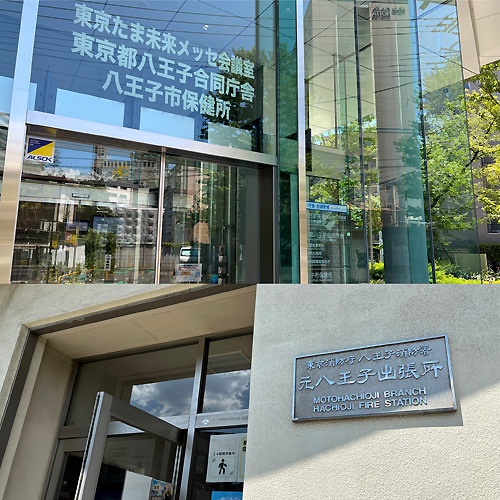 東京たま未来メッセ会議室
東京都八王子合同庁舎
八王子市保健所
ALSOK
東京消防庁八王子消防署
元八王子出張所
MOTOHACHIOJI BRANCH
HACHIOJI FIRE STATION